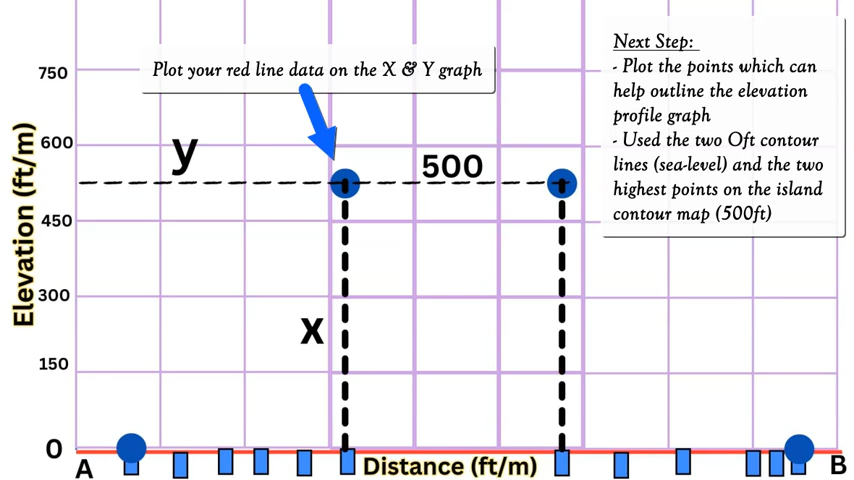 Plot your red line data on the X & Y graph
Next Step:
- Plot the points which can
help outline the elevation
profile graph
- Used the two 0ft contour
lines (sea-level) and the two
highest points on the island
contour map (500ft)
Elevation (ft/m)
750
600
450
300
150
0
y
500
x
A
Distance (ft/m)
B